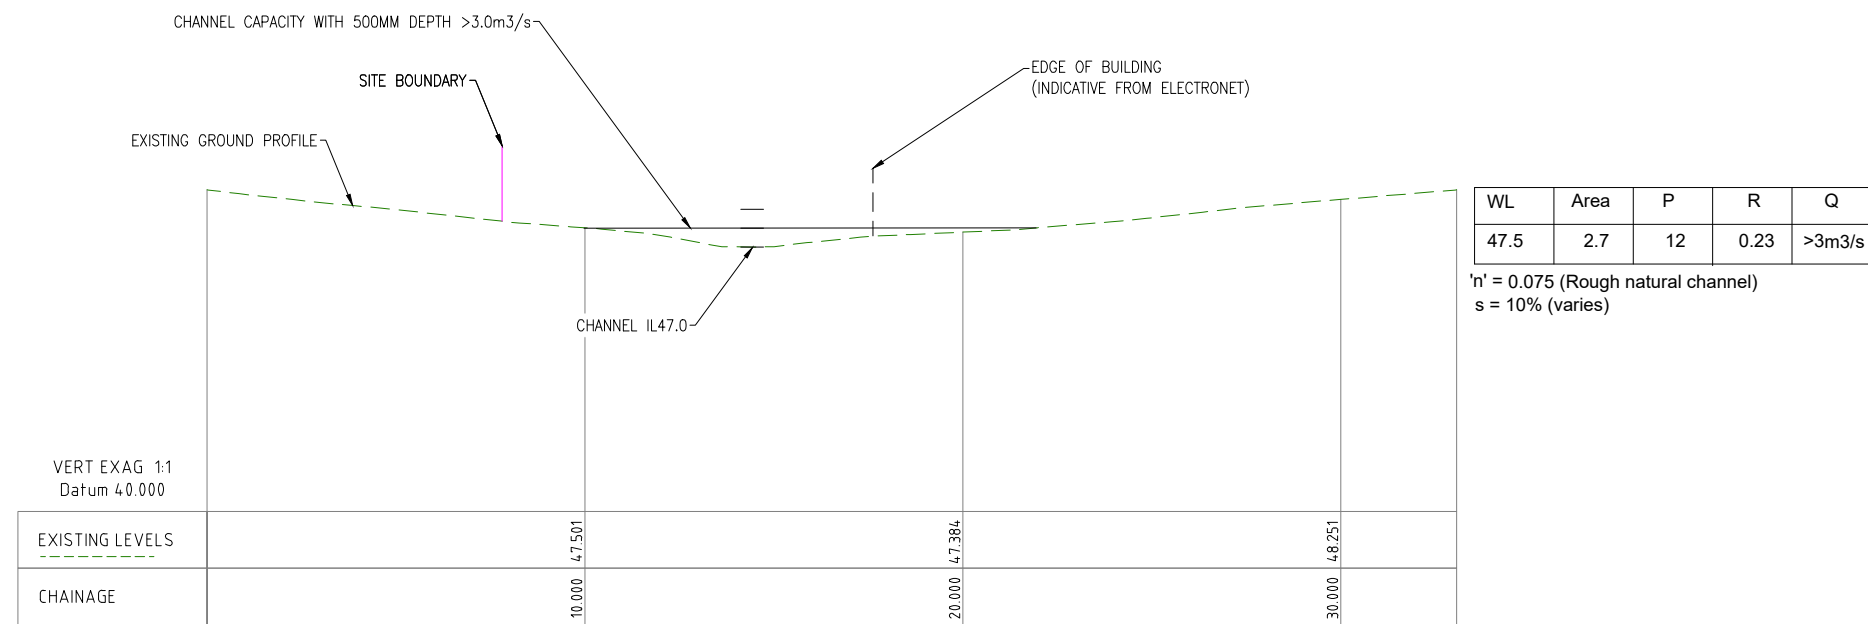 CHANNEL CAPACITY WITH 500MM DEPTH >3.0m3/s
SITE BOUNDARY
EDGE OF BUILDING
(INDICATIVE FROM ELECTRONET)
EXISTING GROUND PROFILE
WL Area P R Q
47.5 2.7 12 0.23 >3m3/s
'n' = 0.075 (Rough natural channel)
s = 10% (varies)
CHANNEL IL47.0
VERT EXAG 1:1
Datum 40.000
EXISTING LEVELS 47.501 47.384 48.251
CHAINAGE 10.000 20.000 30.000